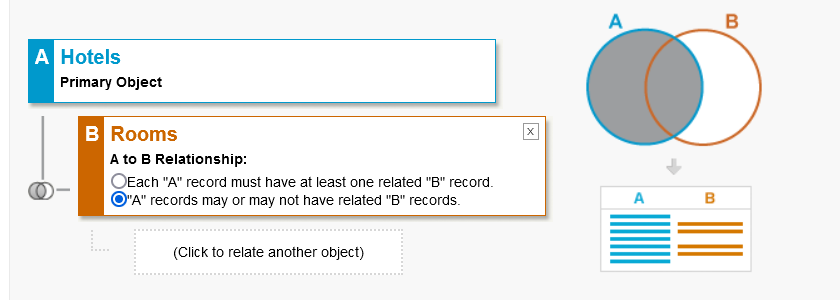 A Hotels
Primary Object
B Rooms X
A to B Relationship:
Each "A" record must have at least one related "B" record.
"A" records may or may not have related "B" records.
(Click to relate another object)
A B
A B